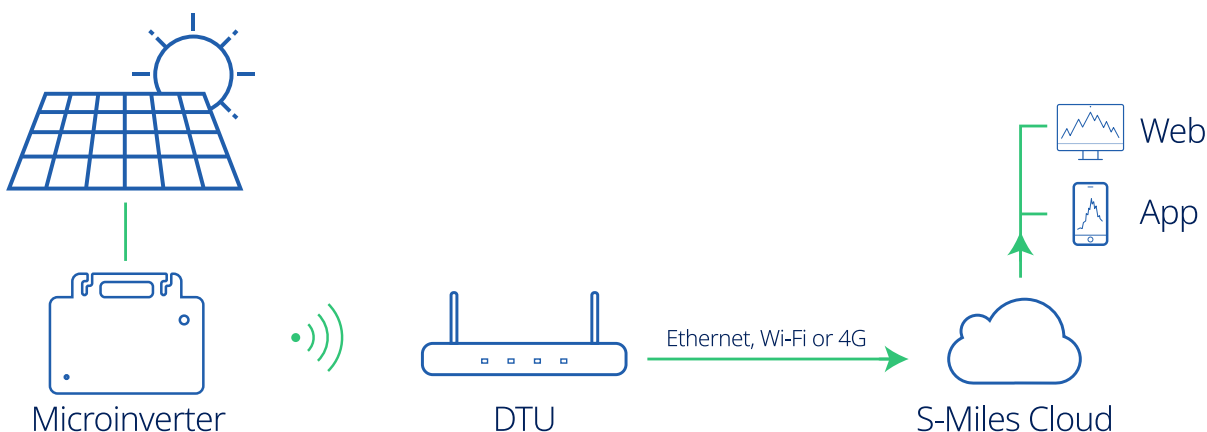 Web
App
Ethernet, Wi-Fi or 4G
Microinverter
DTU
S-Miles Cloud